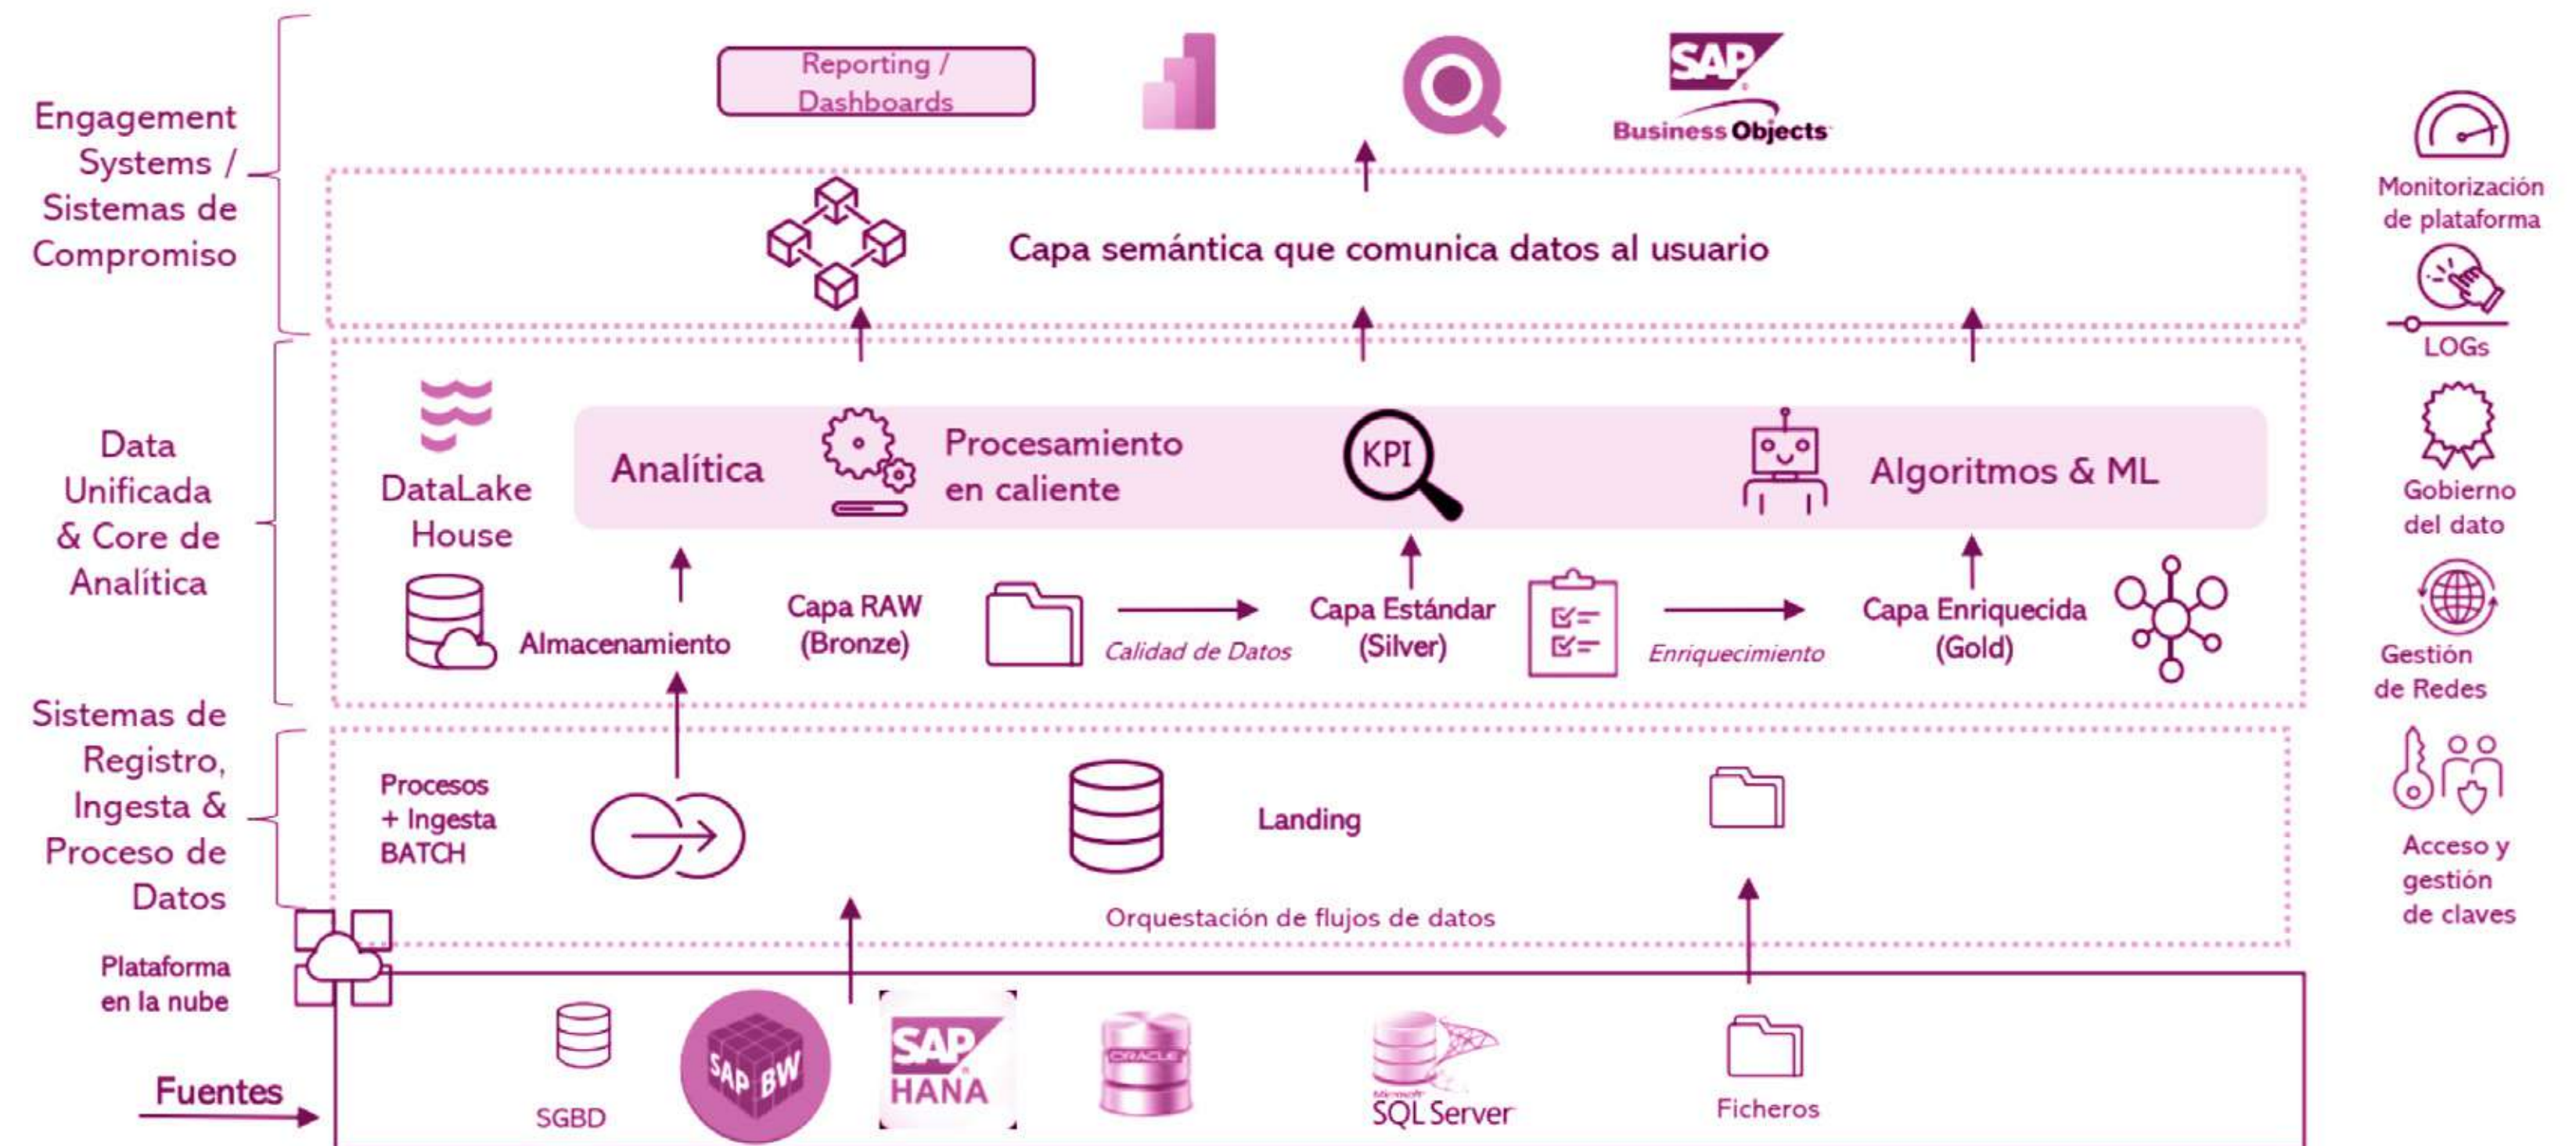 Reporting /
Dashboards
SAP
Business Objects
Engagement
Systems /
Sistemas de
Compromiso
Capa semántica que comunica datos al usuario
Monitorización
de plataforma
LOGs
Data
Unificada
& Core de
Analítica
DataLake
House
Analítica
Procesamiento
en caliente
KPI
Algoritmos & ML
Gobierno
del dato
Almacenamiento
Capa RAW
(Bronze)
Calidad de Datos
Capa Estándar
(Silver)
Enriquecimiento
Capa Enriquecida
(Gold)
Gestión
de Redes
Sistemas de
Registro,
Ingesta &
Proceso de
Datos
Procesos
+ Ingesta
BATCH
Landing
Orquestación de flujos de datos
Acceso y
gestión
de claves
Plataforma
en la nube
Fuentes
SGBD
SAP BW
SAP
HANA
ORACLE
Microsoft
SQL Server
Ficheros